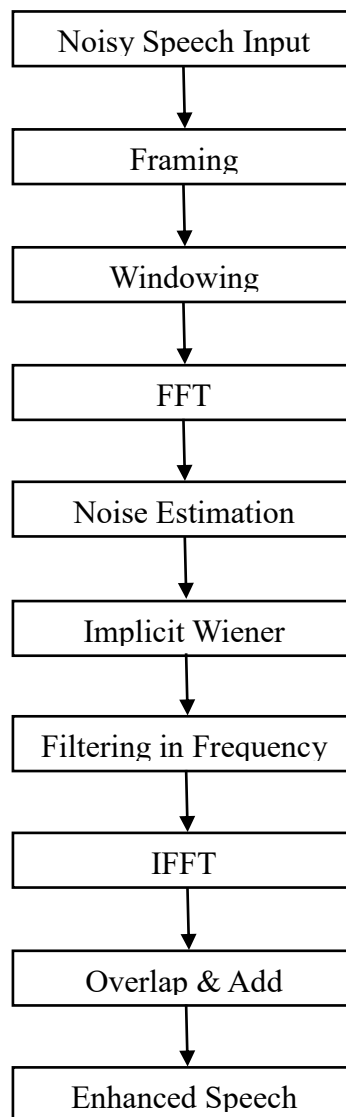 Noisy Speech Input
Framing
Windowing
FFT
Noise Estimation
Implicit Wiener
Filtering in Frequency
IFFT
Overlap & Add
Enhanced Speech